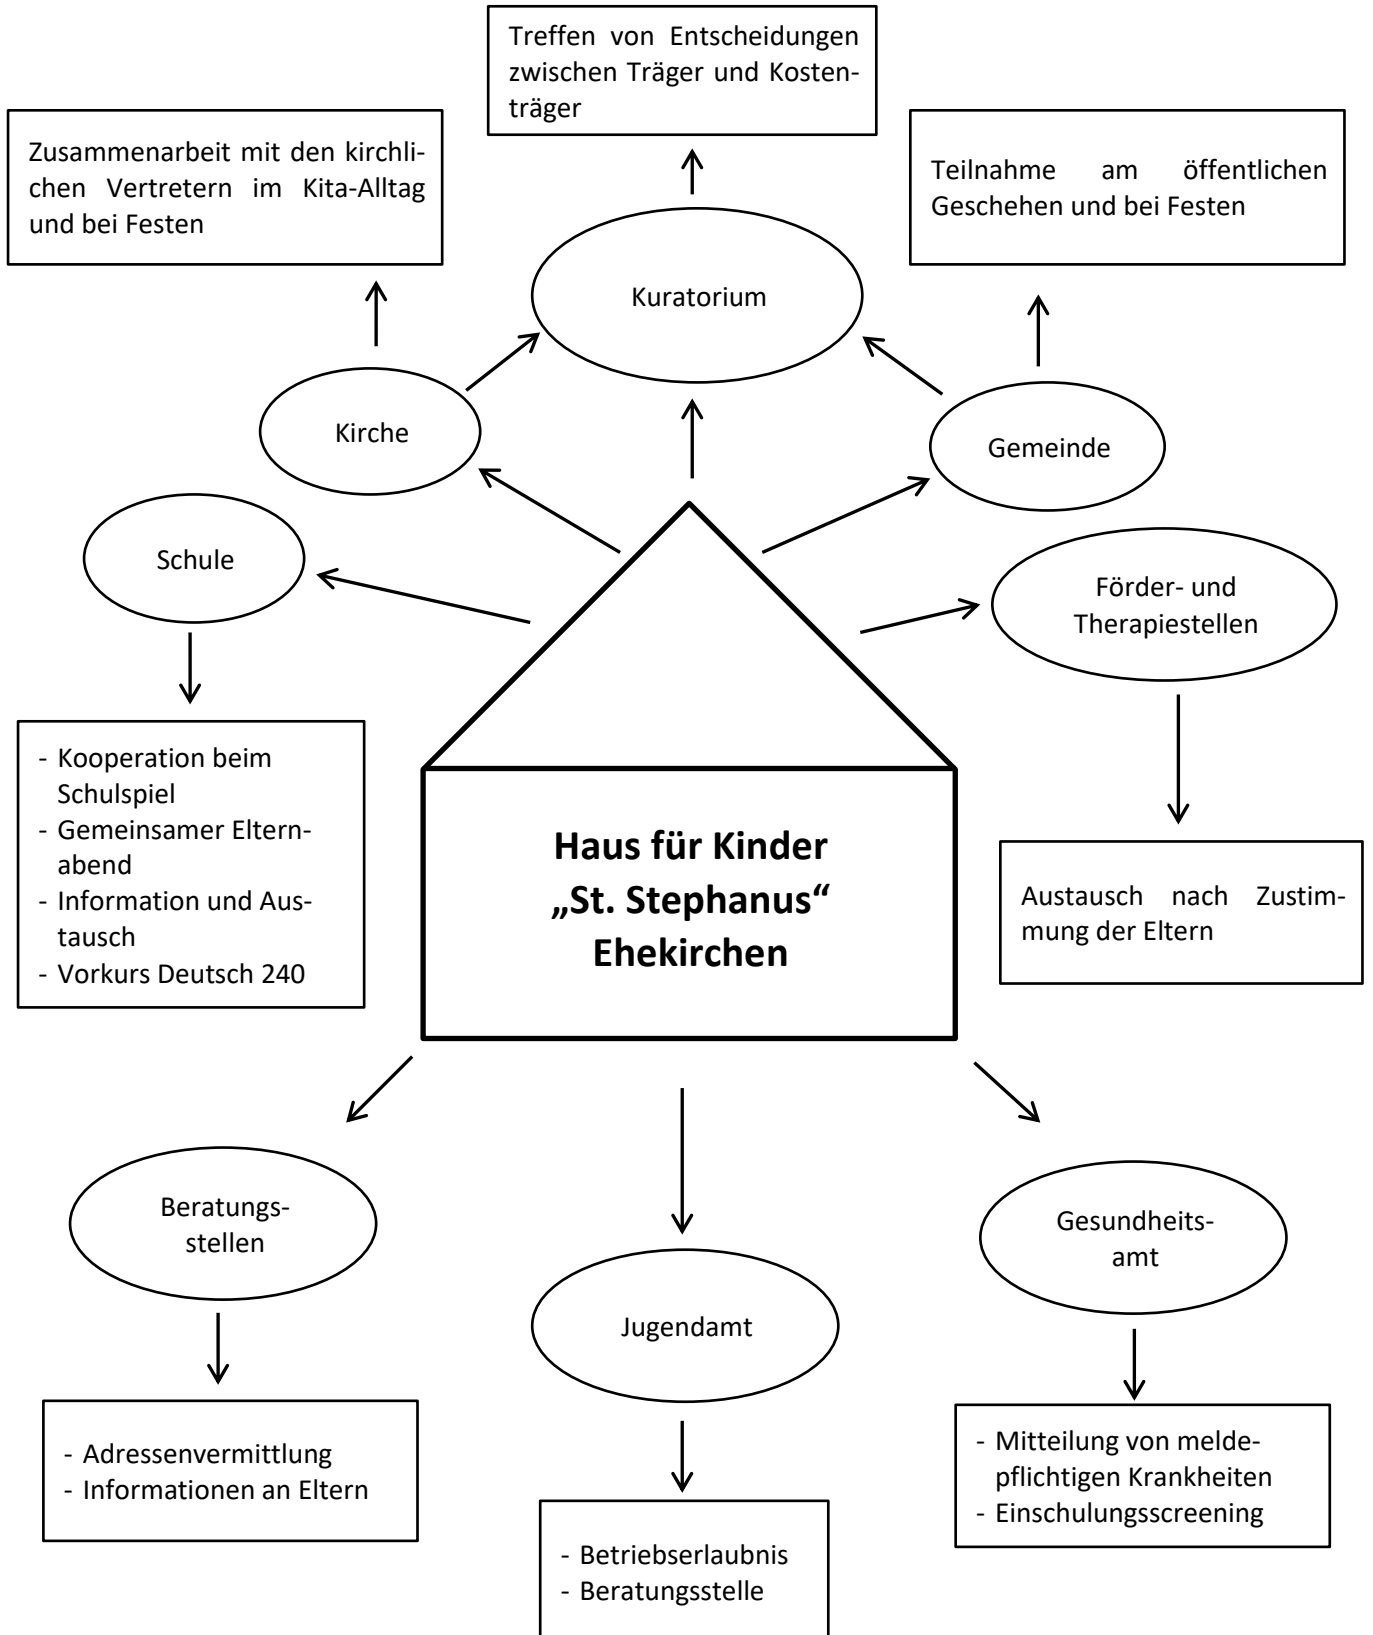 Treffen von Entscheidungen
zwischen Träger und Kosten-
träger
Zusammenarbeit mit den kirchli-
chen Vertretern im Kita-Alltag
und bei Festen
Teilnahme am öffentlichen
Geschehen und bei Festen
Kuratorium
Kirche
Gemeinde
Schule
Förder- und
Therapiestellen
- Kooperation beim
Schulspiel
- Gemeinsamer Eltern-
abend
- Information und Aus-
tausch
- Vorkurs Deutsch 240
Haus für Kinder
„St. Stephanus“
Ehekirchen
Austausch nach Zustim-
mung der Eltern
Beratungs-
stellen
Jugendamt
Gesundheits-
amt
- Adressenvermittlung
- Informationen an Eltern
- Betriebserlaubnis
- Beratungsstelle
- Mitteilung von melde-
pflichtigen Krankheiten
- Einschulungsscreening